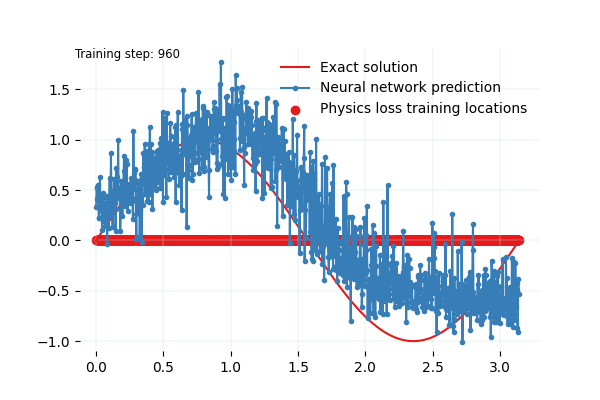 Training step: 960
Exact solution
Neural network prediction
Physics loss training locations
1.5
1.0
0.5
0.0
−0.5
−1.0
0.0 0.5 1.0 1.5 2.0 2.5 3.0